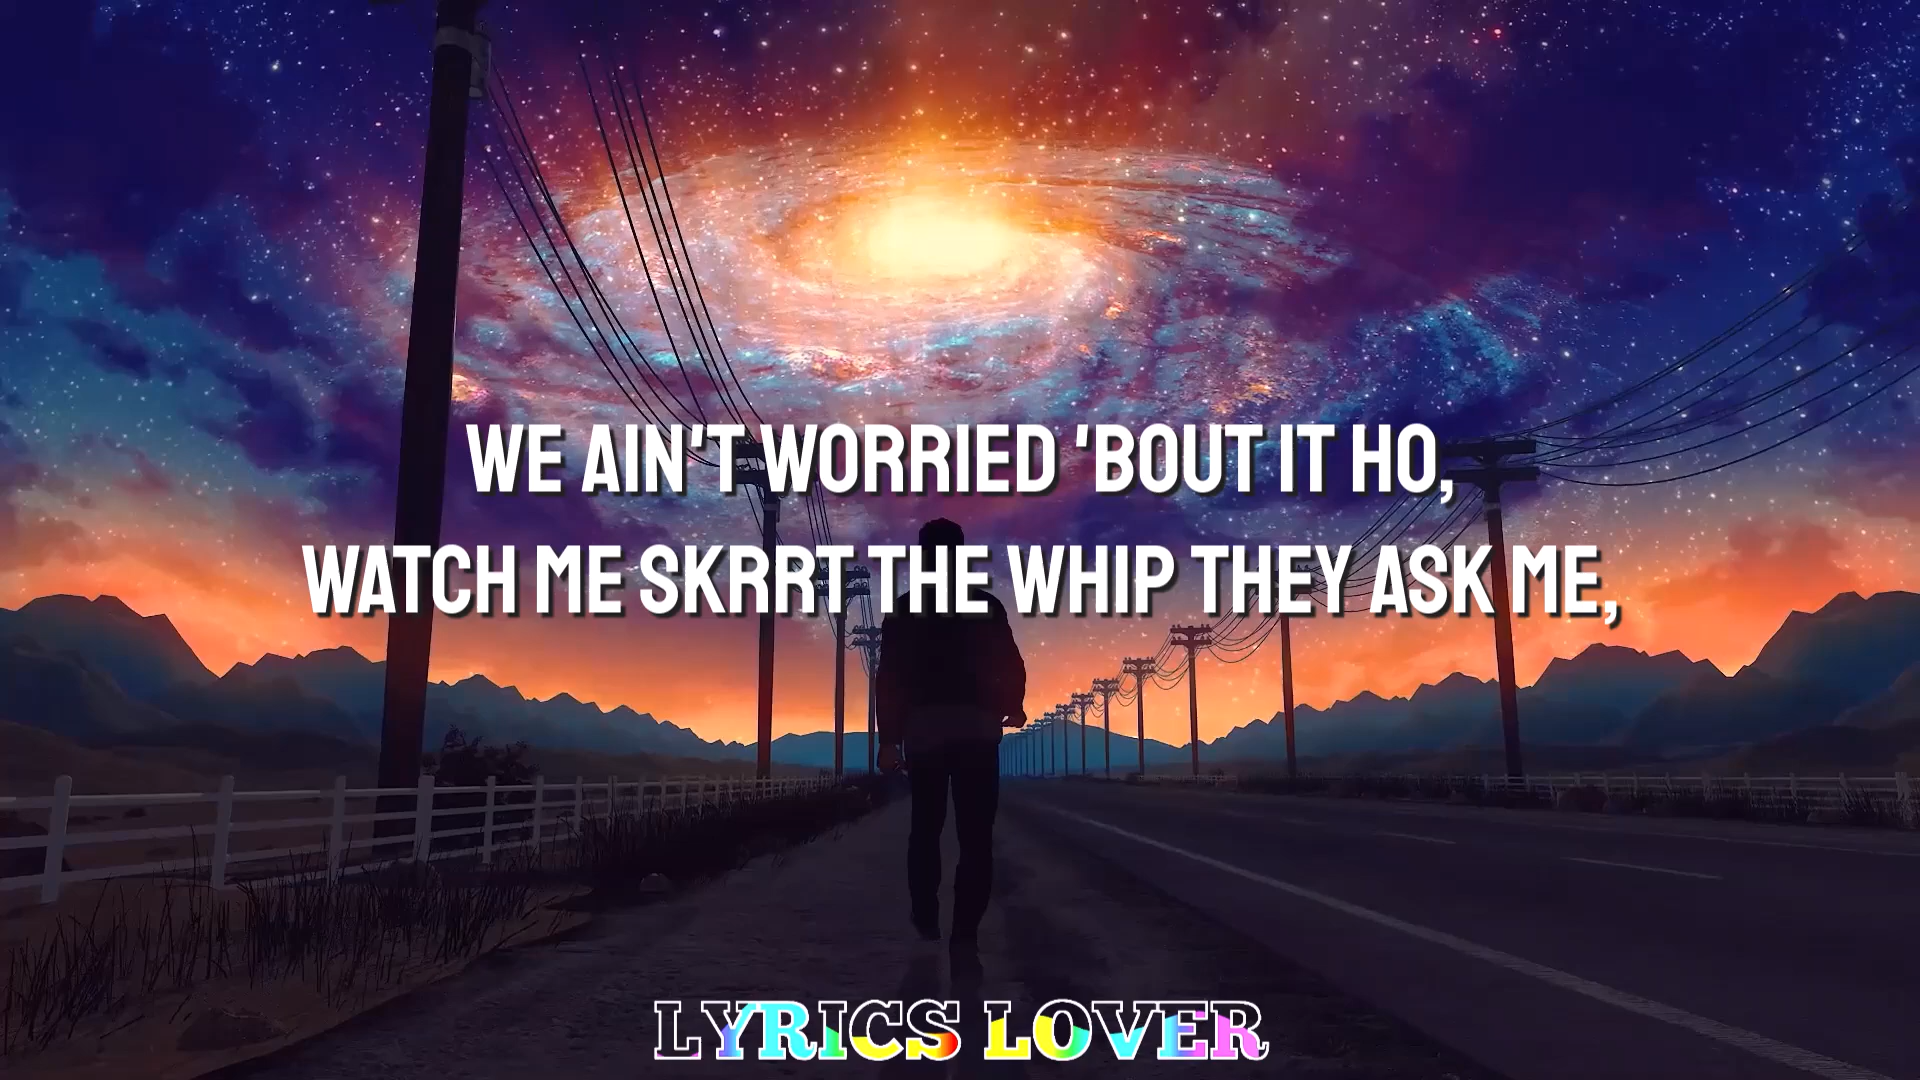 WE AIN'T WORRIED 'BOUT IT HO,
WATCH ME SKRRT THE WHIP THEY ASK ME,
LYRICS LOVER